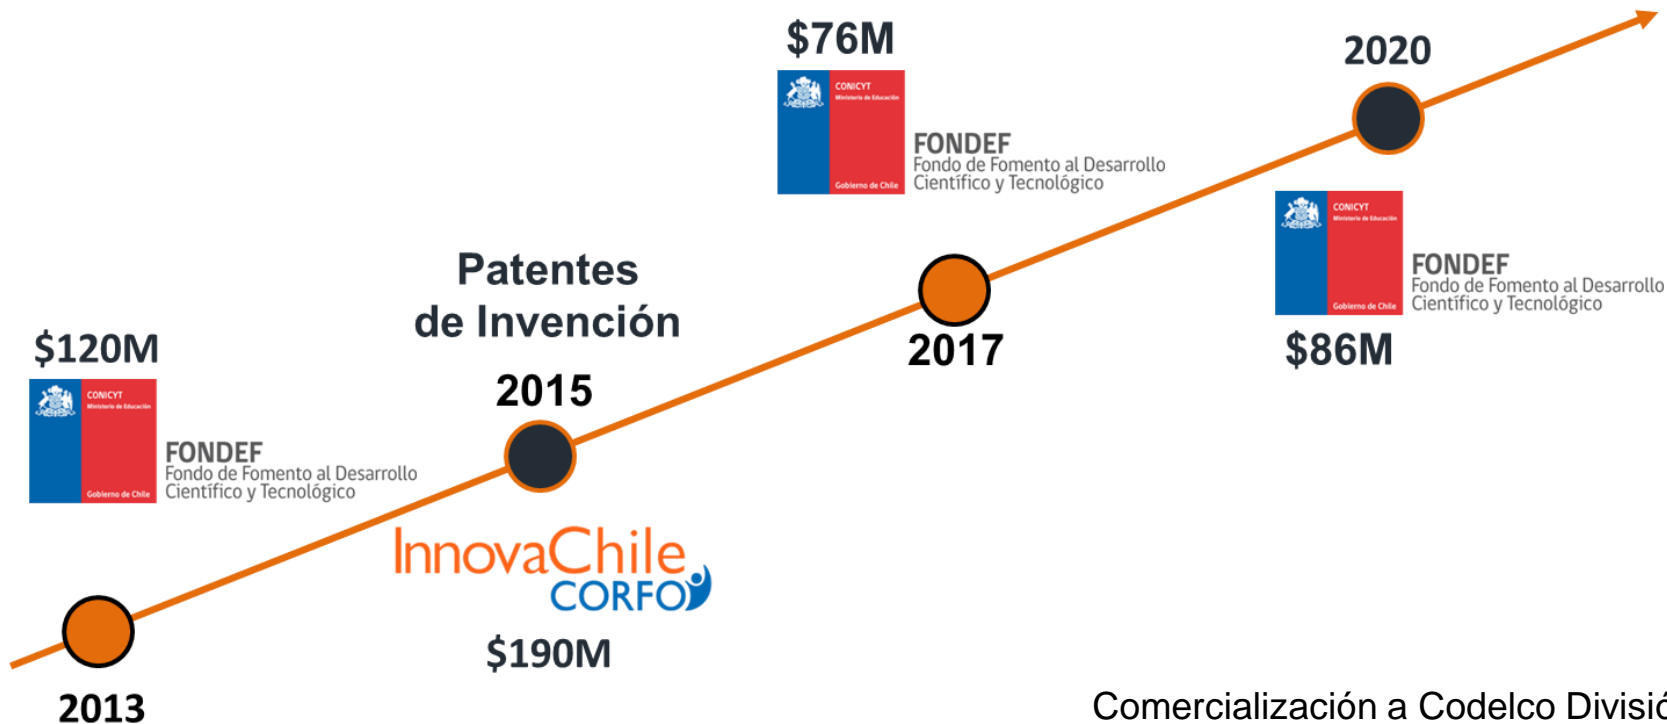 $120M
CONICYT
Ministerio de Educación
Gobierno de Chile
FONDEF
Fondo de Fomento al Desarrollo
Científico y Tecnológico
2013
Patentes
de Invención
2015
InnovaChile
CORFO
$190M
$76M
CONICYT
Ministerio de Educación
Gobierno de Chile
FONDEF
Fondo de Fomento al Desarrollo
Científico y Tecnológico
2017
2020
CONICYT
Ministerio de Educación
Gobierno de Chile
FONDEF
Fondo de Fomento al Desarrollo
Científico y Tecnológico
$86M
Comercialización a Codelco Divisió